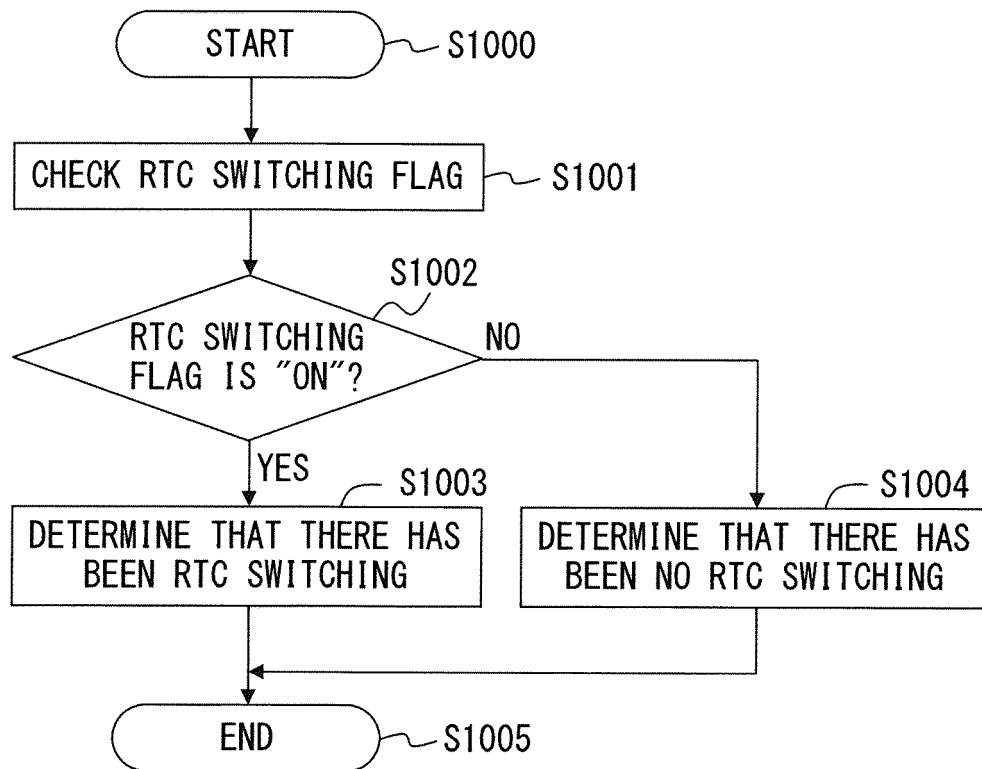 START
S1000
CHECK RTC SWITCHING FLAG
S1001
S1002
RTC SWITCHING
FLAG IS "ON"?
NO
YES
S1003
DETERMINE THAT THERE HAS
BEEN RTC SWITCHING
S1004
DETERMINE THAT THERE HAS
BEEN NO RTC SWITCHING
END
S1005